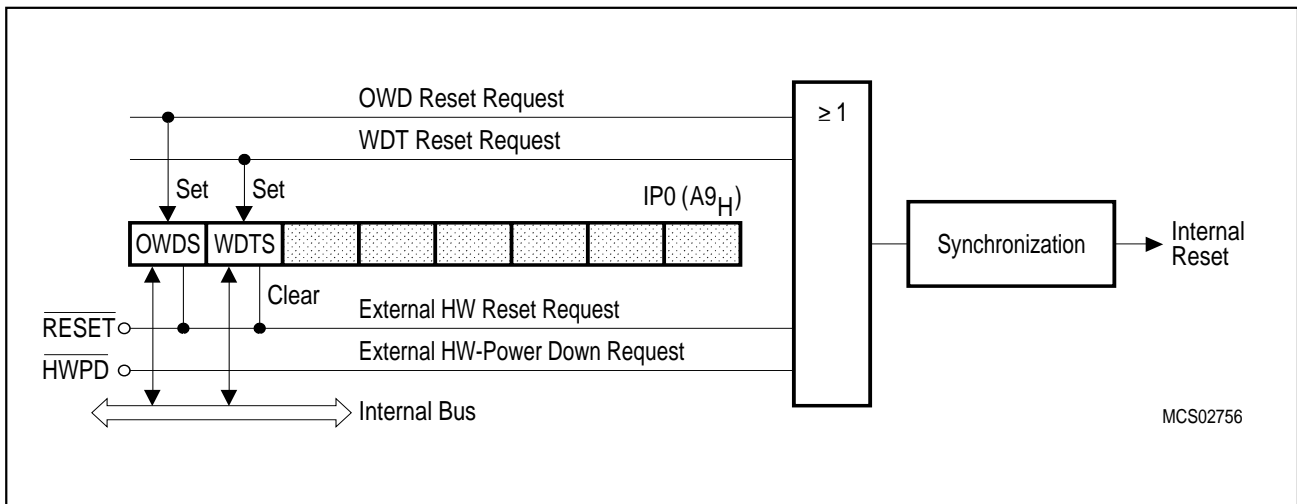 OWD Reset Request
≥ 1
WDT Reset Request
Set
Set
IP0 (A9H)
OWDS
WDTS
Synchronization
Internal
Reset
Clear
External HW Reset Request
RESET
External HW-Power Down Request
HWPD
Internal Bus
MCS02756